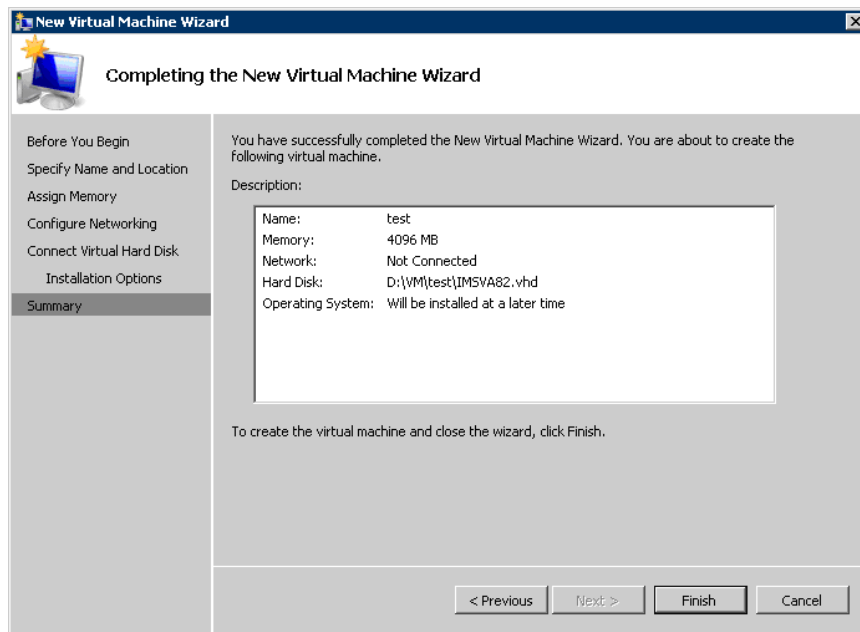 New Virtual Machine Wizard
Completing the New Virtual Machine Wizard
Before You Begin
Specify Name and Location
Assign Memory
Configure Networking
Connect Virtual Hard Disk
Installation Options
Summary
You have successfully completed the New Virtual Machine Wizard. You are about to create the
following virtual machine.
Description:
Name: test
Memory: 4096 MB
Network: Not Connected
Hard Disk: D:\VM\test\IMSVA82.vhd
Operating System: Will be installed at a later time
To create the virtual machine and close the wizard, click Finish.
< Previous Next > Finish Cancel